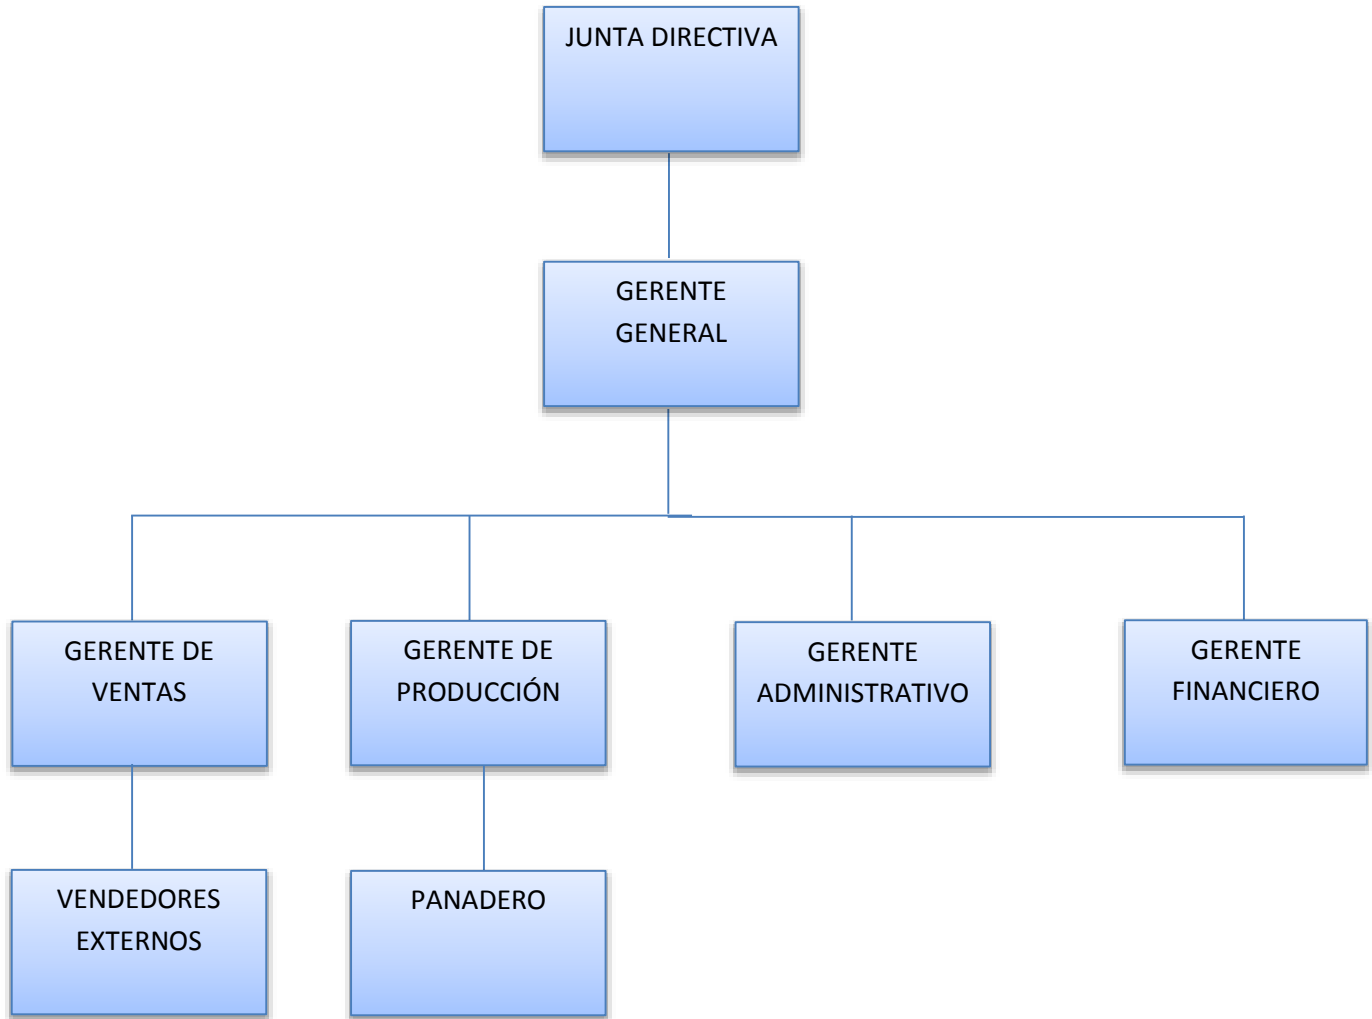 JUNTA DIRECTIVA
GERENTE
GENERAL
GERENTE DE
VENTAS
GERENTE DE
PRODUCCIÓN
GERENTE
ADMINISTRATIVO
GERENTE
FINANCIERO
VENDEDORES
EXTERNOS
PANADERO